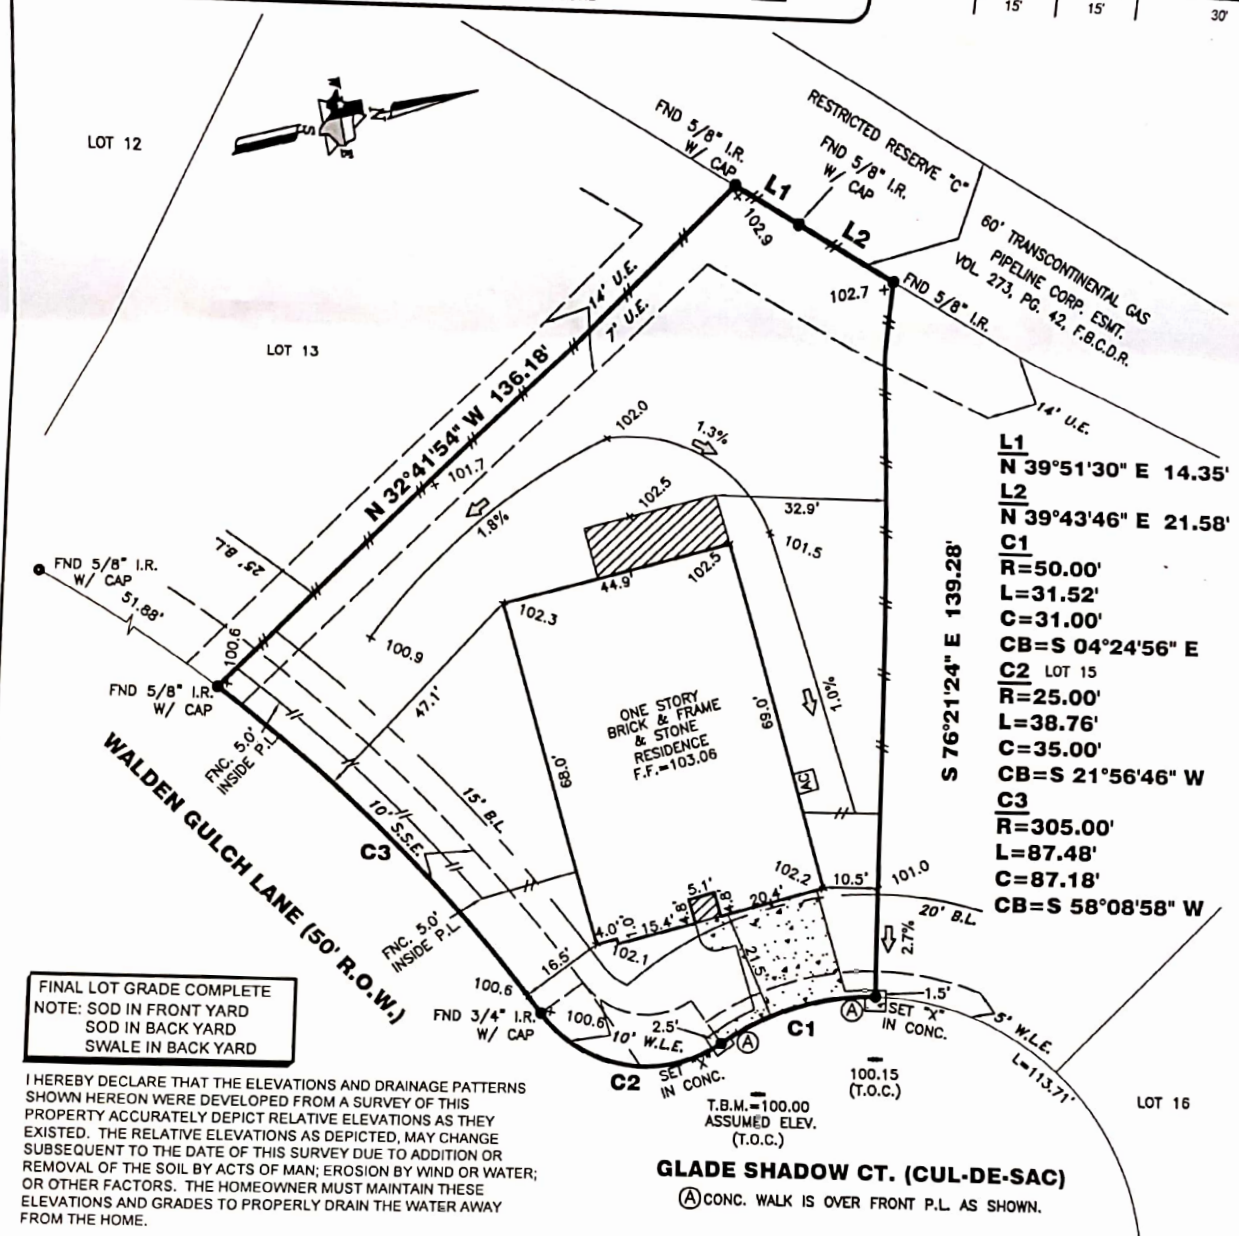 15' 15' 30'
LOT 12
N
S
E
RESTRICTED RESERVE "C"
FND 5/8" I.R.
W/ CAP
FND 5/8" I.R.
W/ CAP
L1
L2
102.9
60' TRANSCONTINENTAL GAS
PIPELINE CORP. ESMT.
VOL. 273, PG. 42, F.B.C.D.R.
102.7
FND 5/8" I.R.
14' U.E.
7' U.E.
LOT 13
N 32°41'54" W 136.18'
14' U.E.
102.0
1.3%
101.7
1.8%
102.5
32.9'
101.5
L1
N 39°51'30" E 14.35'
L2
N 39°43'46" E 21.58'
C1
R=50.00'
L=31.52'
C=31.00'
CB=S 04°24'56" E
C2 LOT 15
R=25.00'
L=38.76'
C=35.00'
CB=S 21°56'46" W
C3
R=305.00'
L=87.48'
C=87.18'
CB=S 58°08'58" W
S 76°21'24" E 139.28'
25' B.L.
FND 5/8" I.R.
W/ CAP
51.88'
100.6
44.9'
102.5
102.3
100.9
FND 5/8" I.R.
W/ CAP
47.1'
ONE STORY
BRICK & FRAME
& STONE
RESIDENCE
F.F.=103.06
69.0'
1.0%
68.0'
AC
FNC. 5.0'
INSIDE P.L.
WALDEN GULCH LANE (50' R.O.W.)
15' B.L.
10' S.S.E.
C3
102.2
10.5'
101.0
20' B.L.
5.1'
4.8'
4.8'
20.4'
15.4'
4.0'
1.0'
102.1
21.5'
2.7%
FNC. 5.0'
INSIDE P.L.
16.5'
100.6
FND 3/4" I.R.
W/ CAP
100.6
10' W.L.E.
2.5'
A
C1
A
1.5'
SET "X"
IN CONC.
5' W.L.E.
C2
SET "X"
IN CONC.
L=113.71'
100.15
(T.O.C.)
T.B.M.=100.00
ASSUMED ELEV.
(T.O.C.)
LOT 16
GLADE SHADOW CT. (CUL-DE-SAC)
A CONC. WALK IS OVER FRONT P.L. AS SHOWN.
FINAL LOT GRADE COMPLETE
NOTE: SOD IN FRONT YARD
SOD IN BACK YARD
SWALE IN BACK YARD
I HEREBY DECLARE THAT THE ELEVATIONS AND DRAINAGE PATTERNS
SHOWN HEREON WERE DEVELOPED FROM A SURVEY OF THIS
PROPERTY ACCURATELY DEPICT RELATIVE ELEVATIONS AS THEY
EXISTED. THE RELATIVE ELEVATIONS AS DEPICTED, MAY CHANGE
SUBSEQUENT TO THE DATE OF THIS SURVEY DUE TO ADDITION OR
REMOVAL OF THE SOIL BY ACTS OF MAN; EROSION BY WIND OR WATER;
OR OTHER FACTORS. THE HOMEOWNER MUST MAINTAIN THESE
ELEVATIONS AND GRADES TO PROPERLY DRAIN THE WATER AWAY
FROM THE HOME.